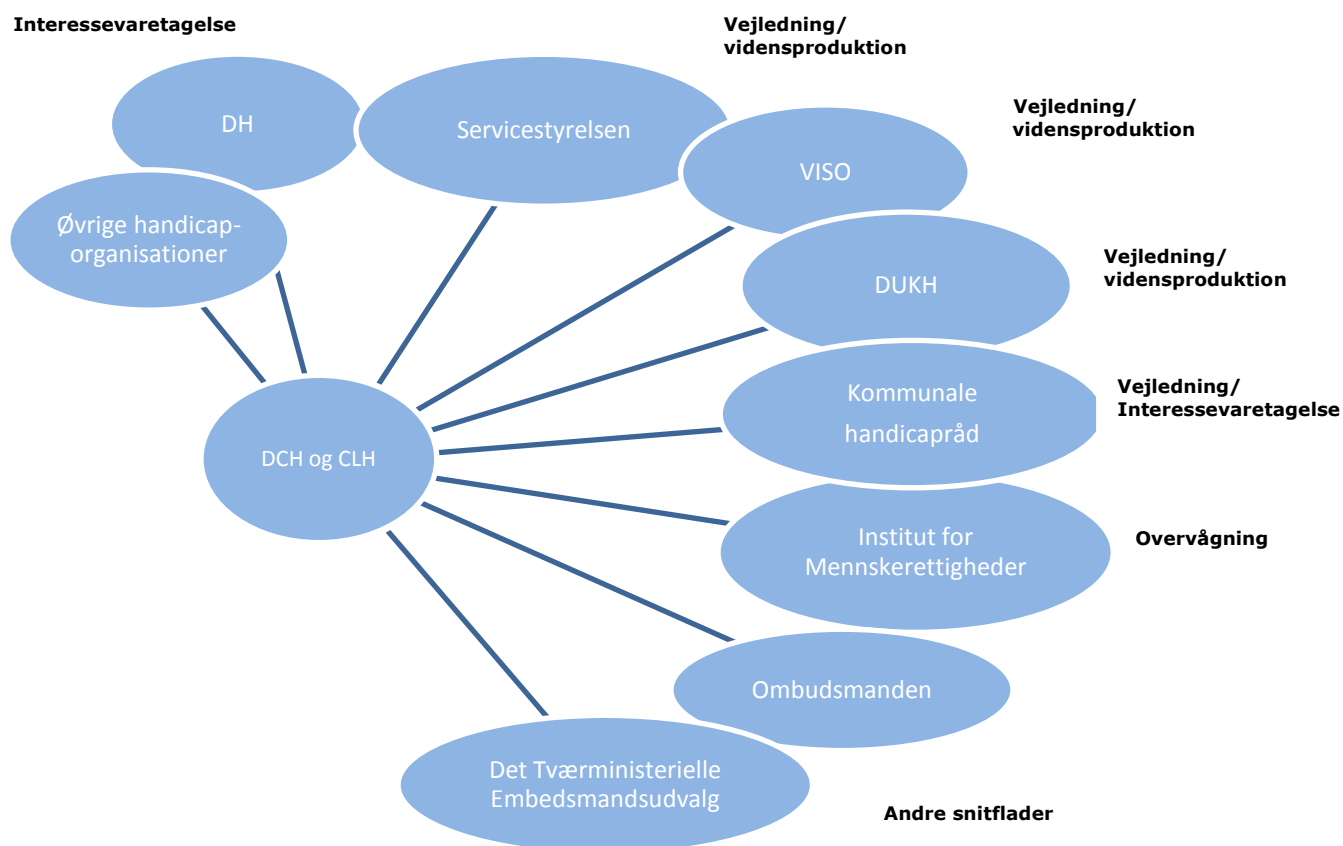 Interessevaretagelse
Vejledning/
vidensproduktion
DH
Servicestyrelsen
Vejledning/
vidensproduktion
VISO
Øvrige handicap-
organisationer
Vejledning/
vidensproduktion
DUKH
Kommunale
handicapråd
Vejledning/
Interessevaretagelse
DCH og CLH
Institut for
Mennskerettigheder
Overvågning
Ombudsmanden
Det Tværministerielle
Embedsmandsudvalg
Andre snitflader